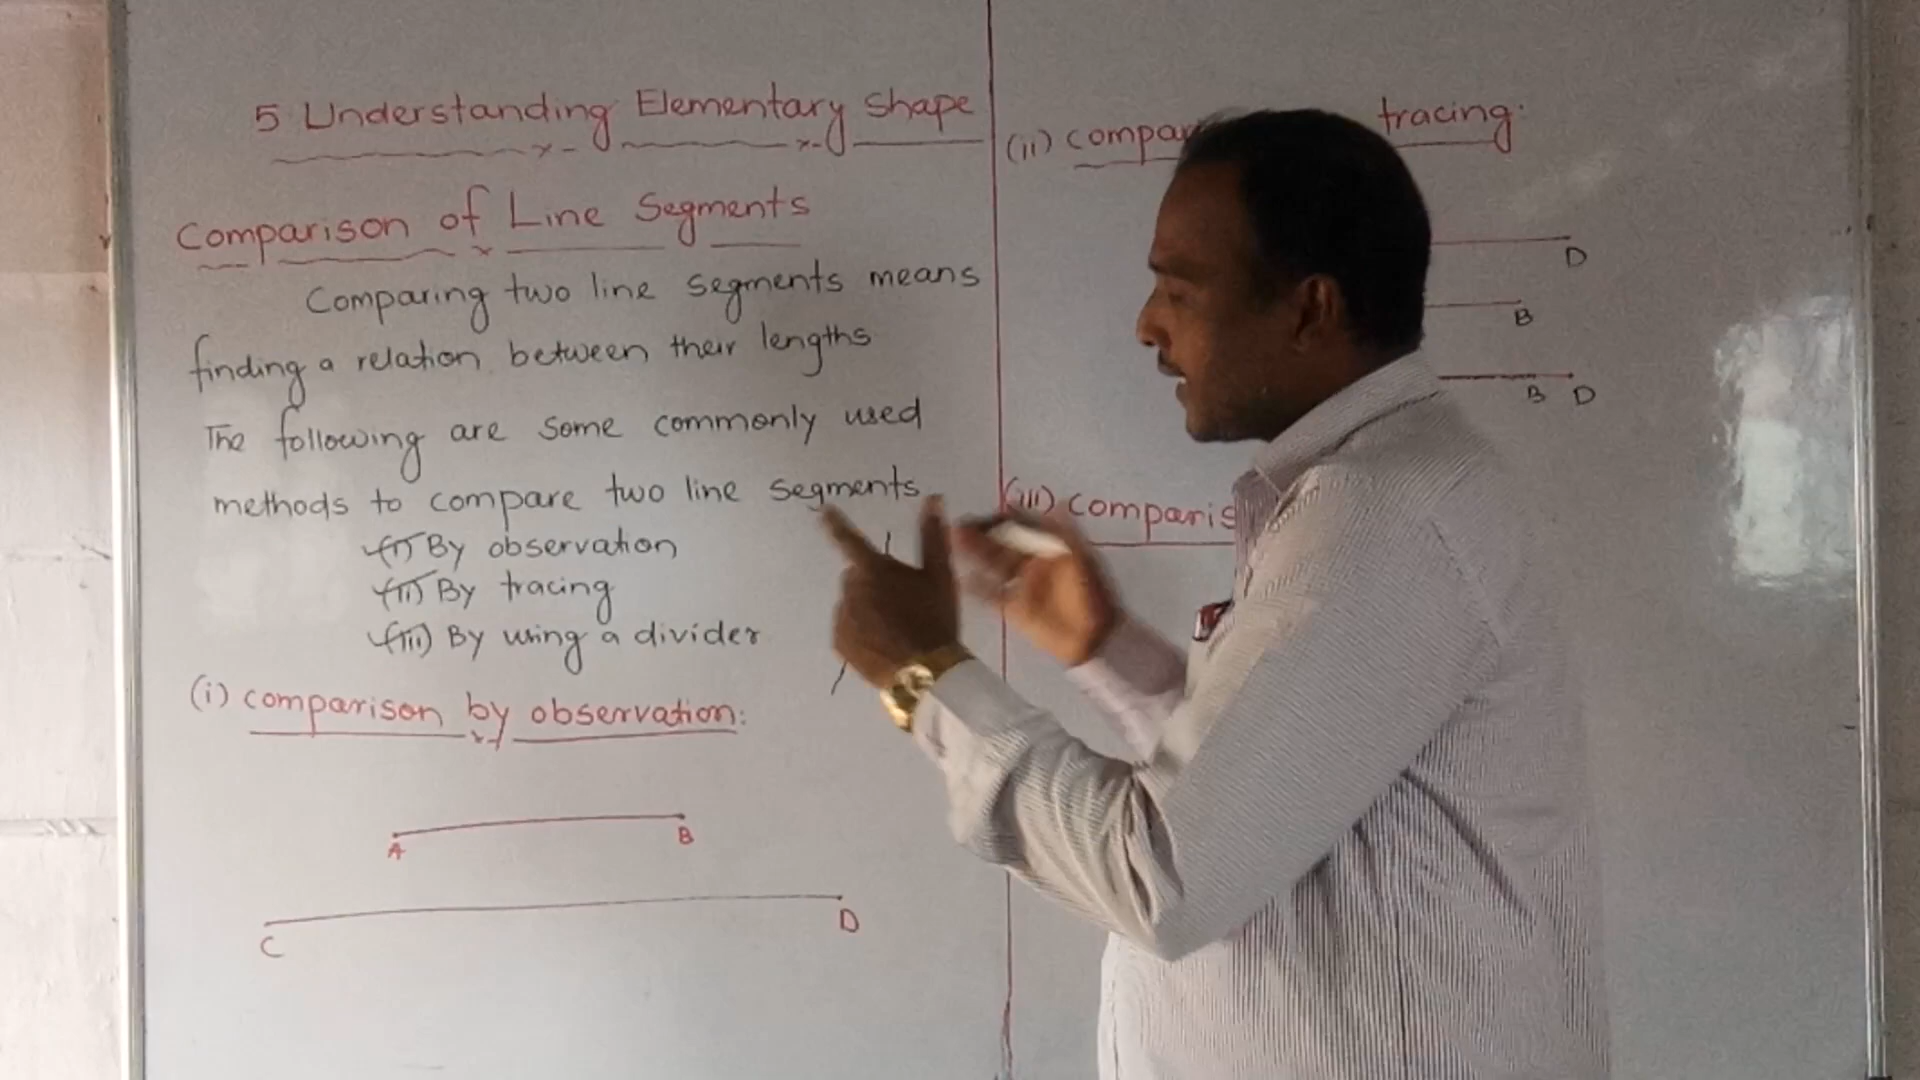 5 Understanding Elementary Shape
Comparison of Line Segments
Comparing two line segments means
finding a relation between their lengths
The following are some commonly used
methods to compare two line segments.
(i) By observation
(ii) By tracing
(iii) By using a divider
(i) comparison by observation:
A B
C D
(ii) tracing.
D
B
B D
(iii)